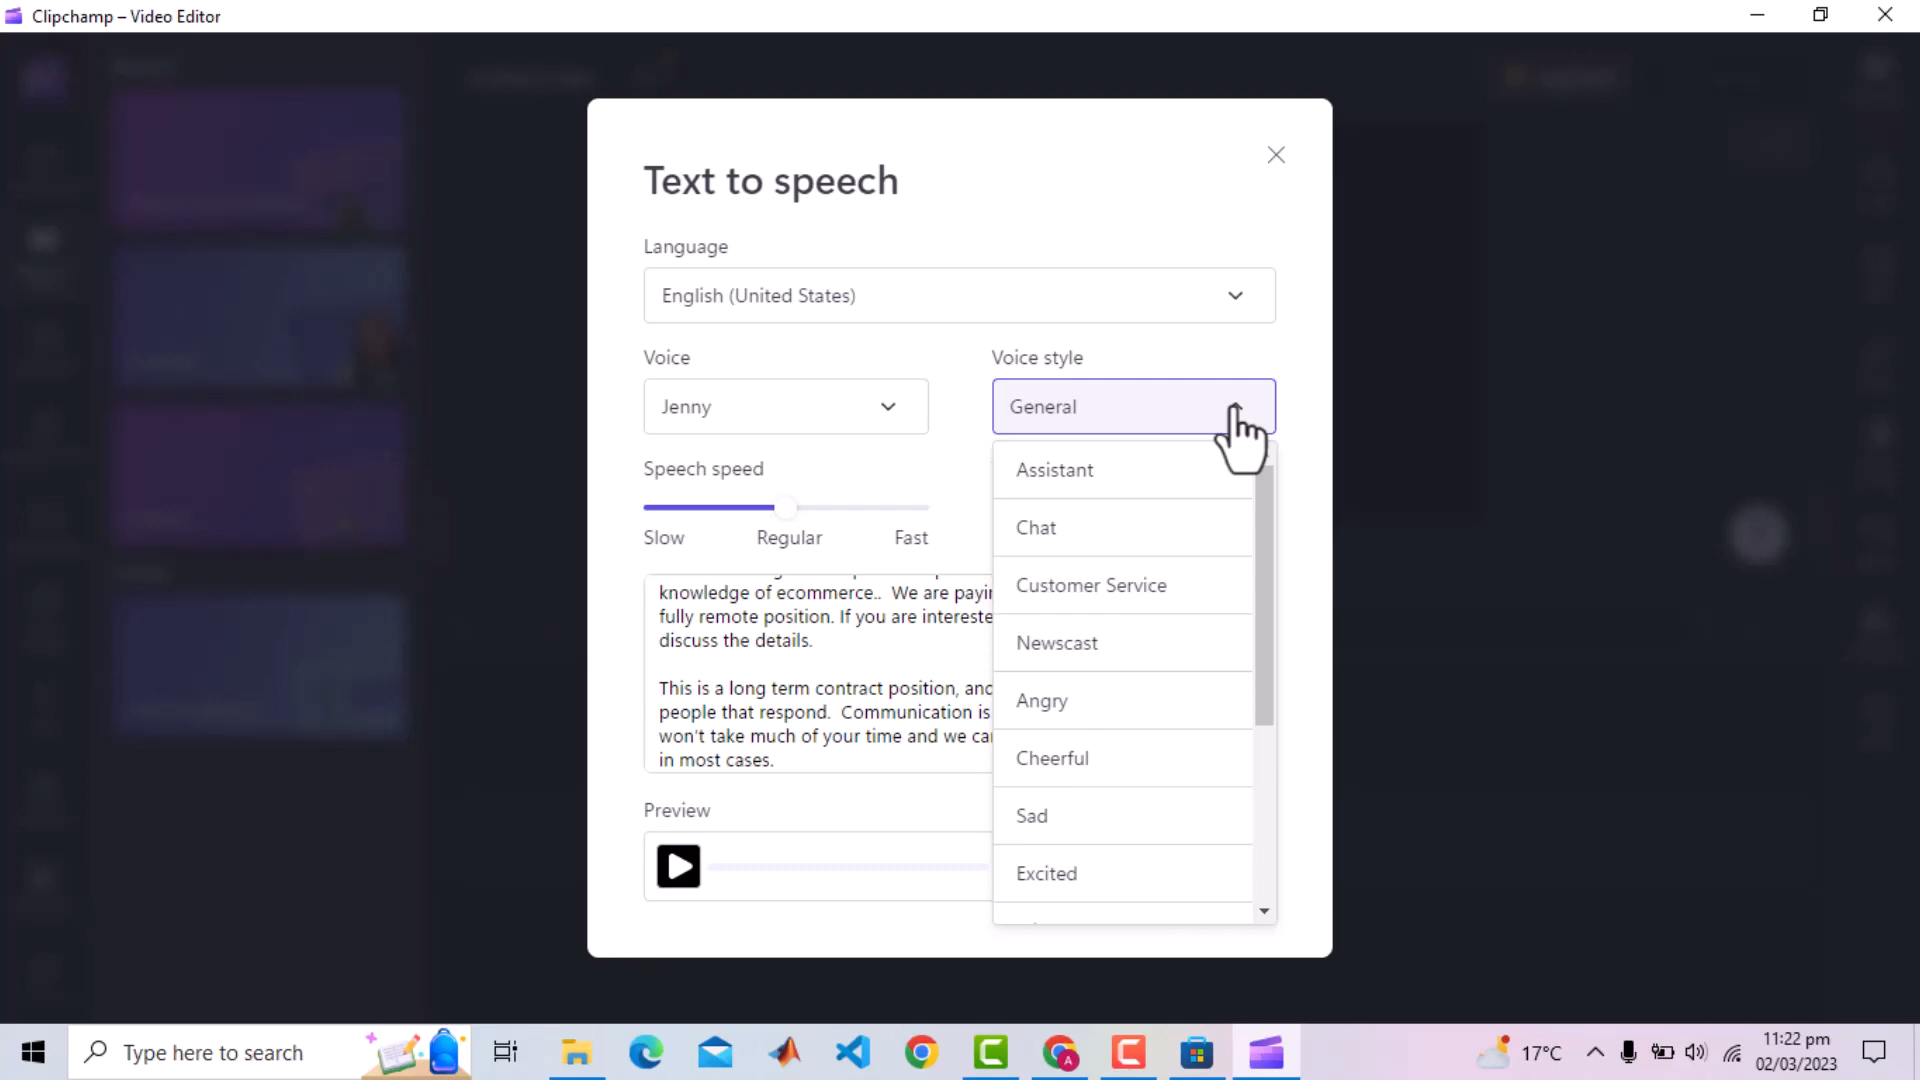 Clipchamp – Video Editor
Text to speech
Language
English (United States)
Voice
Voice style
Jenny
General
Speech speed
Slow
Regular
Fast
Assistant
Chat
Customer Service
Newscast
Angry
Cheerful
Sad
Excited
knowledge of ecommerce.. We are
fully remote position. If you are
discuss the details.
This is a long term contract position,
people that respond. Communication is
won't take much of your time and we
in most cases.
Preview
Type here to search
17°C
11:22 pm
02/03/2023